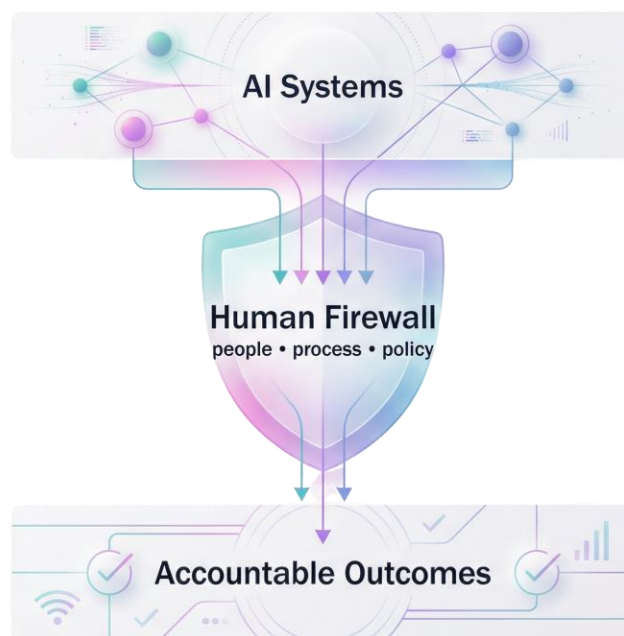 AI Systems
Human Firewall
people • process • policy
Accountable Outcomes